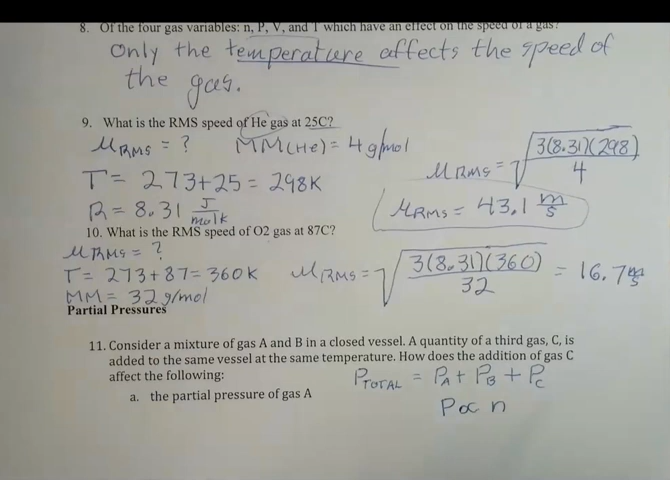 8. Of the four gas variables: n, P, V, and T which have an effect on the speed of a gas?
Only the temperature affects the speed of
the gas.
9. What is the RMS speed of He gas at 25C?
μRMS = ? MM(He) = 4 g/mol
T = 273+25 = 298K
R = 8.31 J/molK
μRMS = √(3(8.31)(298)/4)
μRMS = 43.1 m/s
10. What is the RMS speed of O2 gas at 87C?
μRMS = ?
T = 273+87 = 360K
MM = 32 g/mol
μRMS = √(3(8.31)(360)/32) = 16.7 m/s
Partial Pressures
11. Consider a mixture of gas A and B in a closed vessel. A quantity of a third gas, C, is
added to the same vessel at the same temperature. How does the addition of gas C
affect the following:
PTOTAL = PA + PB + PC
a. the partial pressure of gas A
P∝ n